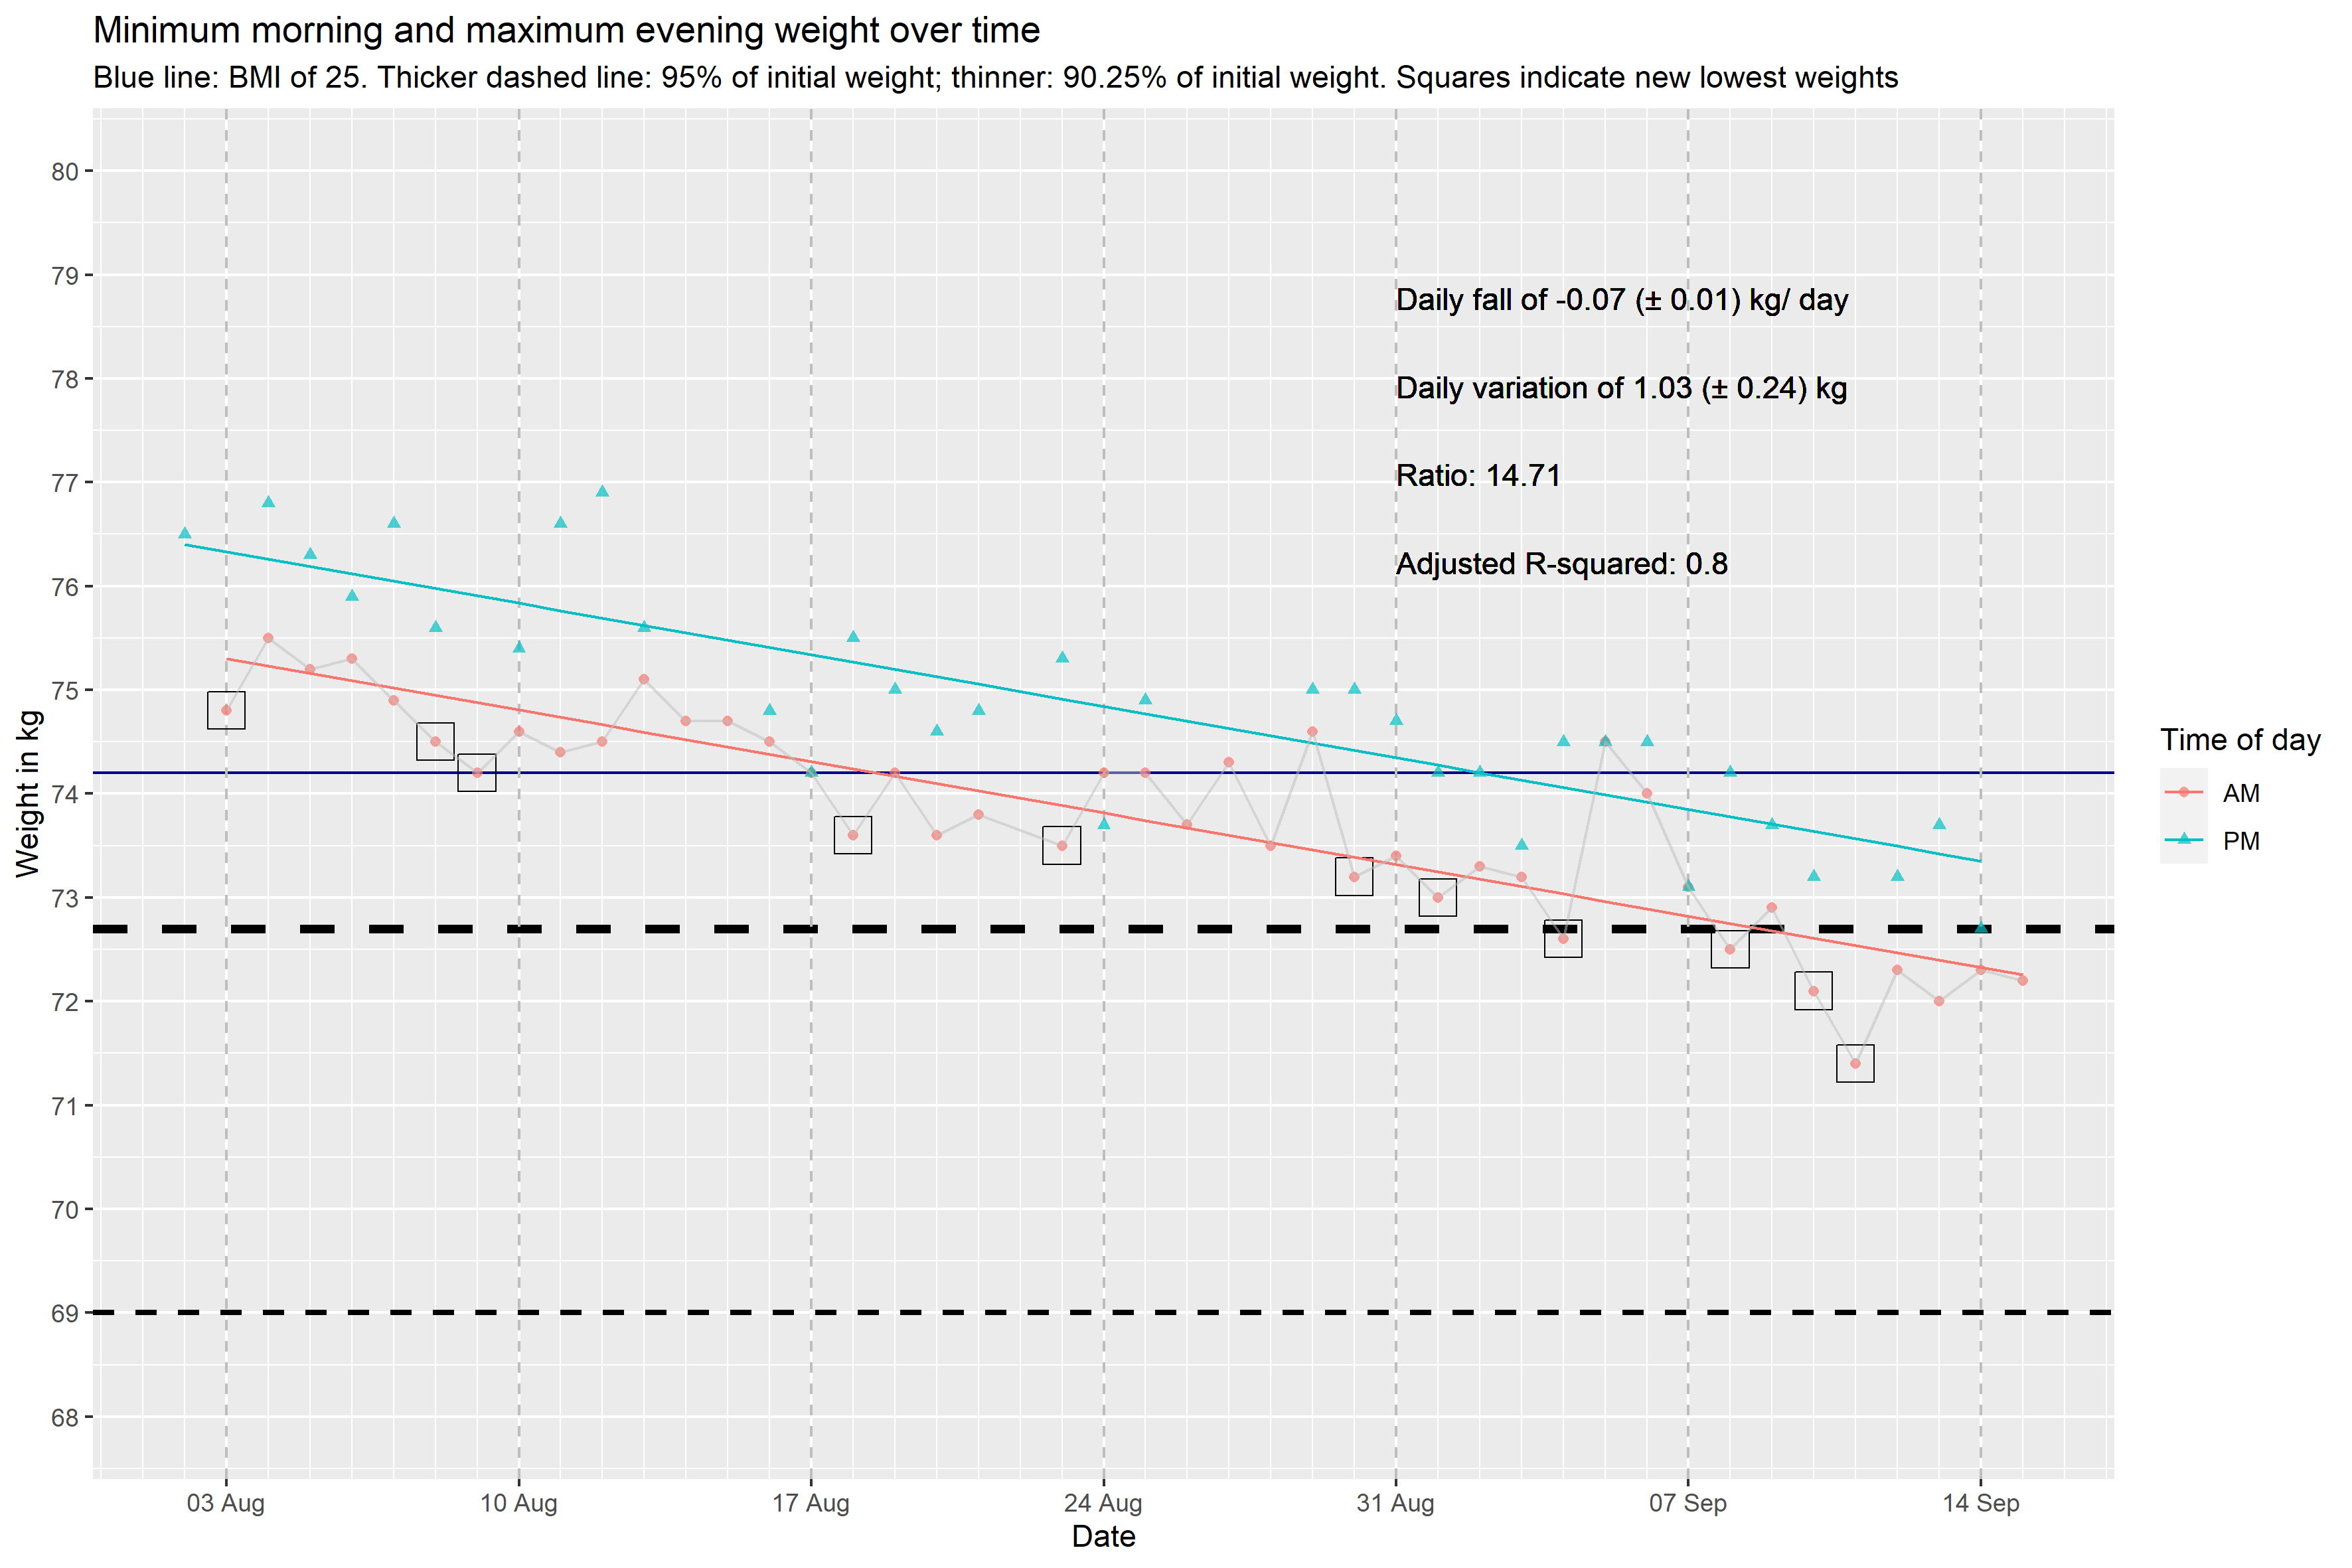 Minimum morning and maximum evening weight over time
Blue line: BMI of 25. Thicker dashed line: 95% of initial weight; thinner: 90.25% of initial weight. Squares indicate new lowest weights
80
79
Daily fall of -0.07 (± 0.01) kg/ day
78
Daily variation of 1.03 (± 0.24) kg
77
Ratio: 14.71
76
Adjusted R-squared: 0.8
75
74
73
72
71
70
69
68
Weight in kg
Time of day
AM
PM
03 Aug
10 Aug
17 Aug
24 Aug
31 Aug
07 Sep
14 Sep
Date